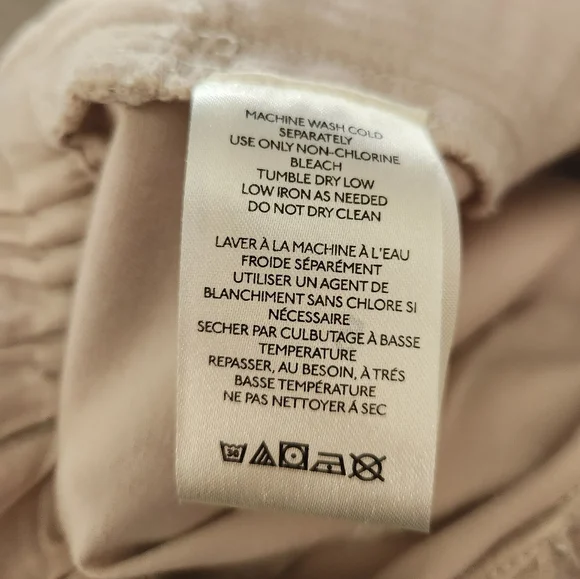 MACHINE WASH COLD
SEPARATELY
USE ONLY NON-CHLORINE
BLEACH
TUMBLE DRY LOW
LOW IRON AS NEEDED
DO NOT DRY CLEAN
LAVER À LA MACHINE À L'EAU
FROIDE SÉPARÉMENT
UTILISER UN AGENT DE
BLANCHIMENT SANS CHLORE SI
NÉCESSAIRE
SECHER PAR CULBUTAGE À BASSE
TEMPERATURE
REPASSER, AU BESOIN, À TRÉS
BASSE TEMPÉRATURE
NE PAS NETTOYER Á SEC
30